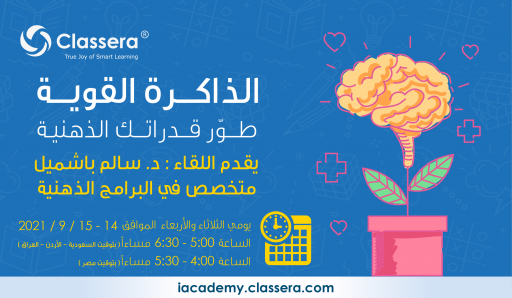 Classera®
True Joy of Smart Learning
الذاكرة القوية
طوّر قدراتك الذهنية
يقدم اللقاء : د. سالم باشميل
متخصص في البرامج الذهنية
يومي الثلاثاء والأربعاء الموافق 14 - 15 / 9 / 2021
الساعة 5:00 - 6:30 مساءاً ( بتوقيت السعودية - الأردن - العراق )
الساعة 4:00 - 5:30 مساءاً ( بتوقيت مصر )
iacademy.classera.com